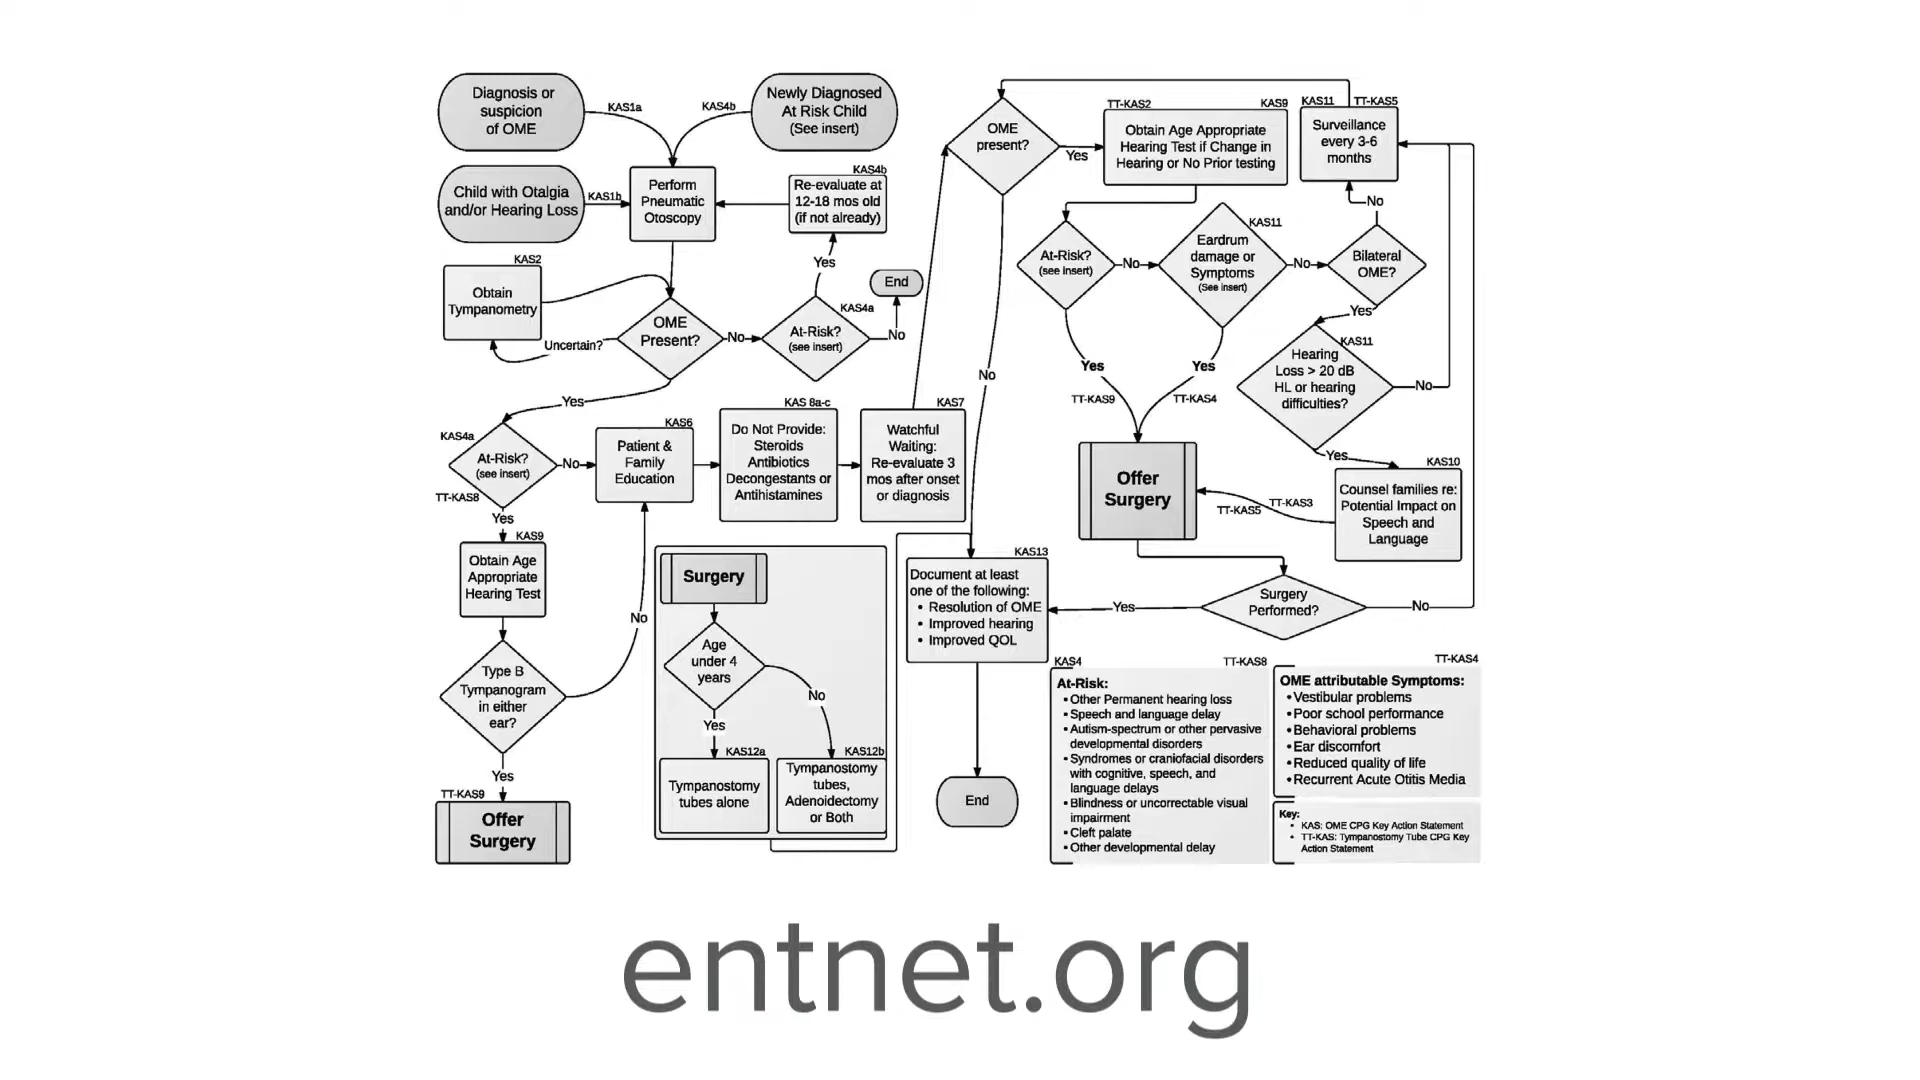 Diagnosis or
suspicion
of OME
KAS1a
KAS4b
Newly Diagnosed
At Risk Child
(See insert)
Child with Otalgia
and/or Hearing Loss
KAS1b
Perform
Pneumatic
Otoscopy
KAS4b
Re-evaluate at
12-18 mos old
(if not already)
KAS2
Obtain
Tympanometry
Uncertain?
OME
Present?
No
Yes
KAS4a
At-Risk?
(see insert)
No
End
Yes
KAS4a
At-Risk?
(see insert)
TT-KAS8
No
KAS6
Patient &
Family
Education
KAS 8a-c
Do Not Provide:
Steroids
Antibiotics
Decongestants or
Antihistamines
KAS7
Watchful
Waiting:
Re-evaluate 3
mos after onset
or diagnosis
Yes
KAS9
Obtain Age
Appropriate
Hearing Test
Type B
Tympanogram
in either
ear?
No
Yes
TT-KAS9
Offer
Surgery
Surgery
Age
under 4
years
No
Yes
KAS12a
Tympanostomy
tubes alone
KAS12b
Tympanostomy
tubes,
Adenoidectomy
or Both
OME
present?
Yes
No
TT-KAS2
KAS9
Obtain Age Appropriate
Hearing Test if Change in
Hearing or No Prior testing
KAS11
TT-KAS5
Surveillance
every 3-6
months
No
At-Risk?
(see insert)
No
KAS11
Eardrum
damage or
Symptoms
(See insert)
No
Bilateral
OME?
Yes
KAS11
Hearing
Loss > 20 dB
HL or hearing
difficulties?
No
Yes
Yes
Yes
TT-KAS9
TT-KAS4
Offer
Surgery
KAS10
Counsel families re:
Potential Impact on
Speech and
Language
TT-KAS3
TT-KAS5
Surgery
Performed?
Yes
No
KAS13
Document at least
one of the following:
• Resolution of OME
• Improved hearing
• Improved QOL
End
KAS4
TT-KAS8
At-Risk:
• Other Permanent hearing loss
• Speech and language delay
• Autism-spectrum or other pervasive
developmental disorders
• Syndromes or craniofacial disorders
with cognitive, speech, and
language delays
• Blindness or uncorrectable visual
impairment
• Cleft palate
• Other developmental delay
TT-KAS4
OME attributable Symptoms:
• Vestibular problems
• Poor school performance
• Behavioral problems
• Ear discomfort
• Reduced quality of life
• Recurrent Acute Otitis Media
Key:
• KAS: OME CPG Key Action Statement
• TT-KAS: Tympanostomy Tube CPG Key
Action Statement
entnet.org